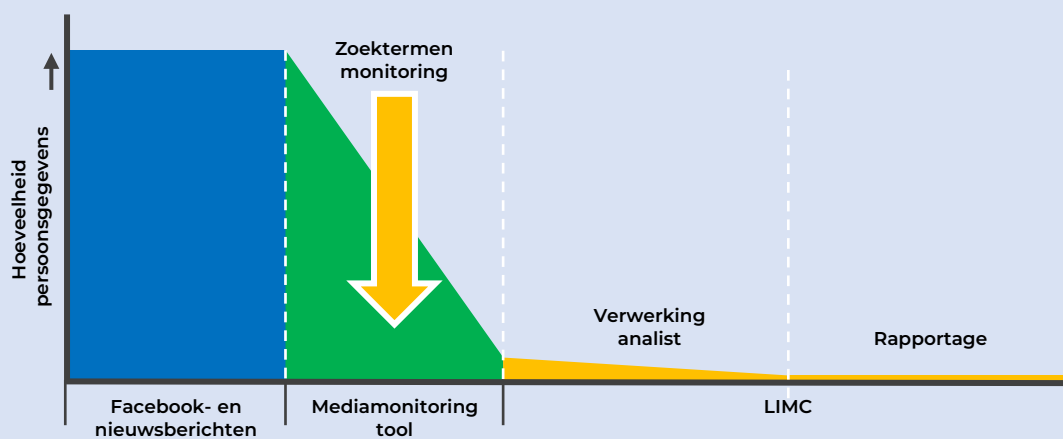 Hoeveelheid
persoonsgegevens
Zoektermen
monitoring
Verwerking
analist
Rapportage
Facebook- en
nieuwsberichten
Mediamonitoring
tool
LIMC